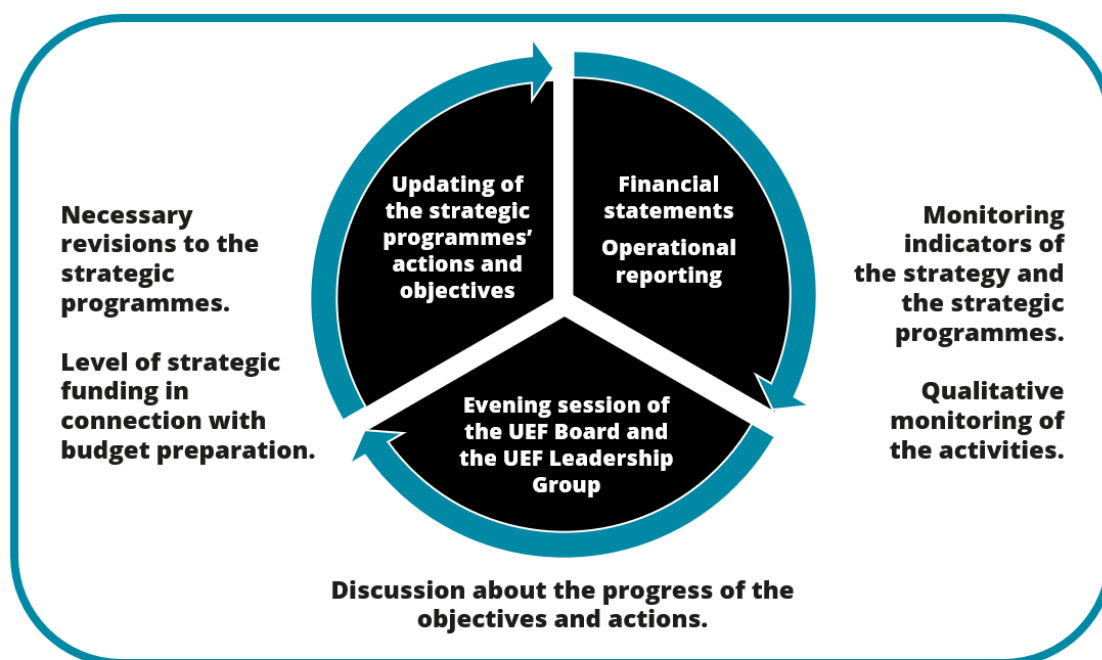 Necessary
revisions to the
strategic
programmes.
Level of strategic
funding in
connection with
budget preparation.
Updating of
the strategic
programmes’
actions and
objectives
Financial
statements
Operational
reporting
Evening session of
the UEF Board and
the UEF Leadership
Group
Monitoring
indicators of
the strategy and
the strategic
programmes.
Qualitative
monitoring of
the activities.
Discussion about the progress of the
objectives and actions.